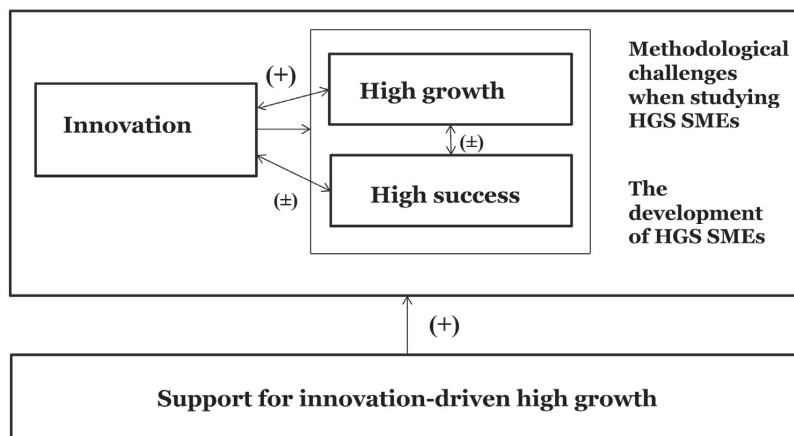 Innovation
(+)
High growth
(±)
High success
(±)
Methodological
challenges
when studying
HGS SMEs
The
development
of HGS SMEs
(+)
Support for innovation-driven high growth